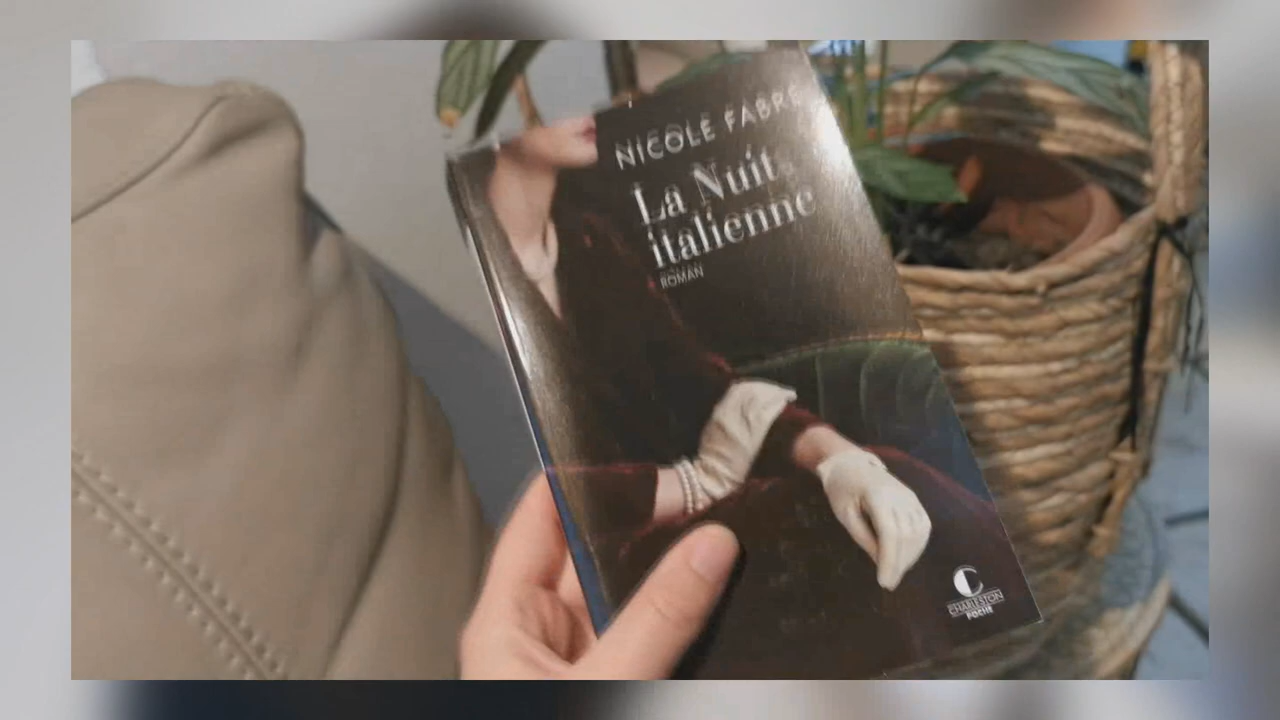 NICOLE FABRE
La Nuit
italienne
ROMAN
CHARLESTON
POCHE